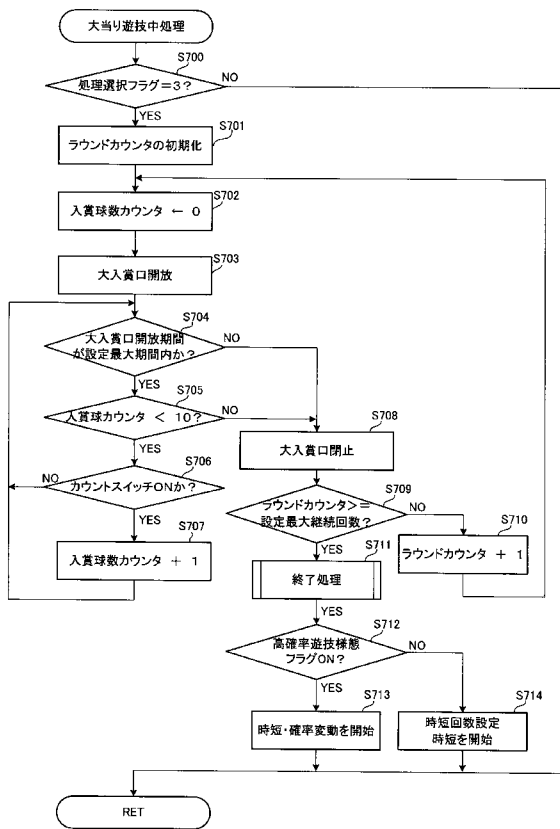 大当り遊技中処理
S700
処理選択フラグ＝3？
NO
YES
S701
ラウンドカウンタの初期化
S702
入賞球数カウンタ ← 0
S703
大入賞口開放
S704
大入賞口開放期間
が設定最大期間内か？
NO
YES
S705
入賞球カウンタ ＜ 10？
NO
YES
S706
カウントスイッチONか？
NO
YES
S707
入賞球数カウンタ ＋ 1
S708
大入賞口閉止
S709
ラウンドカウンタ＞＝
設定最大継続回数？
NO
YES
S710
ラウンドカウンタ ＋ 1
S711
終了処理
YES
S712
高確率遊技様態
フラグON？
NO
YES
S713
時短・確率変動を開始
S714
時短回数設定
時短を開始
RET